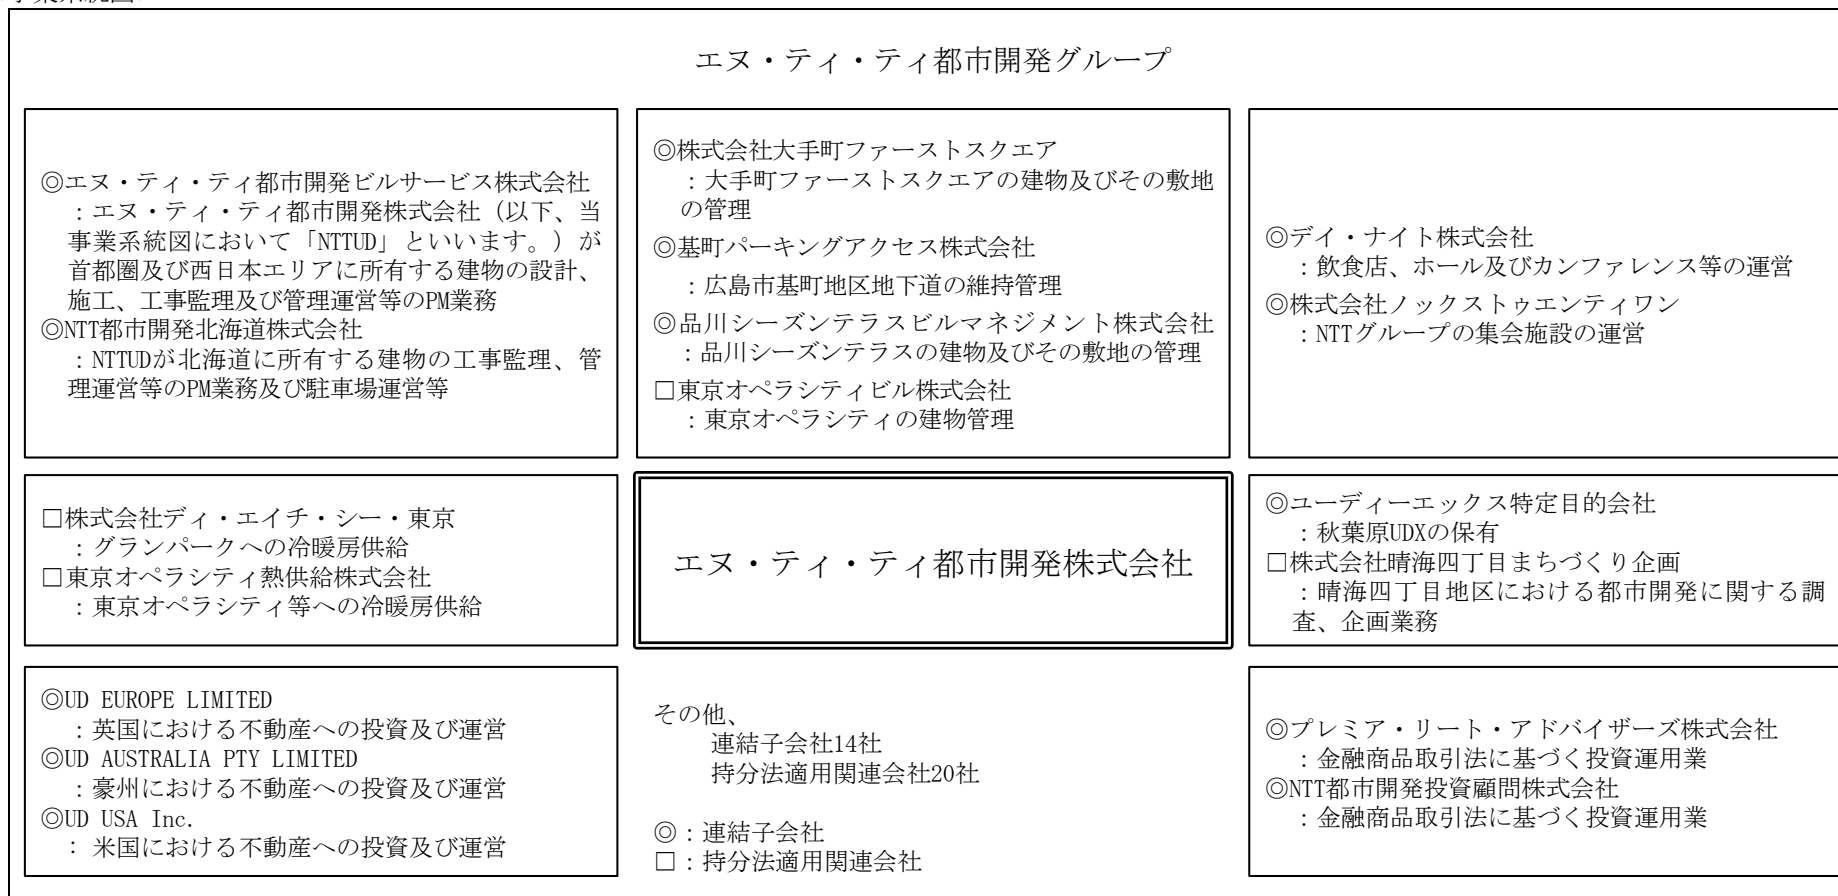 エヌ・ティ・ティ都市開発グループ
◎エヌ・ティ・ティ都市開発ビルサービス株式会社
：エヌ・ティ・ティ都市開発株式会社（以下、当
事業系統図において「NTTUD」といいます。）が
首都圏及び西日本エリアに所有する建物の設計、
施工、工事監理及び管理運営等のPM業務
◎NTT都市開発北海道株式会社
：NTTUDが北海道に所有する建物の工事監理、管
理運営等のPM業務及び駐車場運営等
◎株式会社大手町ファーストスクエア
：大手町ファーストスクエアの建物及びその敷地
の管理
◎基町パーキングアクセス株式会社
：広島市基町地区地下道の維持管理
◎品川シーズンテラスビルマネジメント株式会社
：品川シーズンテラスの建物及びその敷地の管理
□東京オペラシティビル株式会社
：東京オペラシティの建物管理
◎デイ・ナイト株式会社
：飲食店、ホール及びカンファレンス等の運営
◎株式会社ノックストゥエンティワン
：NTTグループの集会施設の運営
□株式会社ディ・エイチ・シー・東京
：グランパークへの冷暖房供給
□東京オペラシティ熱供給株式会社
：東京オペラシティ等への冷暖房供給
エヌ・ティ・ティ都市開発株式会社
◎ユーディーエックス特定目的会社
：秋葉原UDXの保有
□株式会社晴海四丁目まちづくり企画
：晴海四丁目地区における都市開発に関する調
査、企画業務
◎UD EUROPE LIMITED
：英国における不動産への投資及び運営
◎UD AUSTRALIA PTY LIMITED
：豪州における不動産への投資及び運営
◎UD USA Inc.
：米国における不動産への投資及び運営
その他、
連結子会社14社
持分法適用関連会社20社
◎：連結子会社
□：持分法適用関連会社
◎プレミア・リート・アドバイザーズ株式会社
：金融商品取引法に基づく投資運用業
◎NTT都市開発投資顧問株式会社
：金融商品取引法に基づく投資運用業